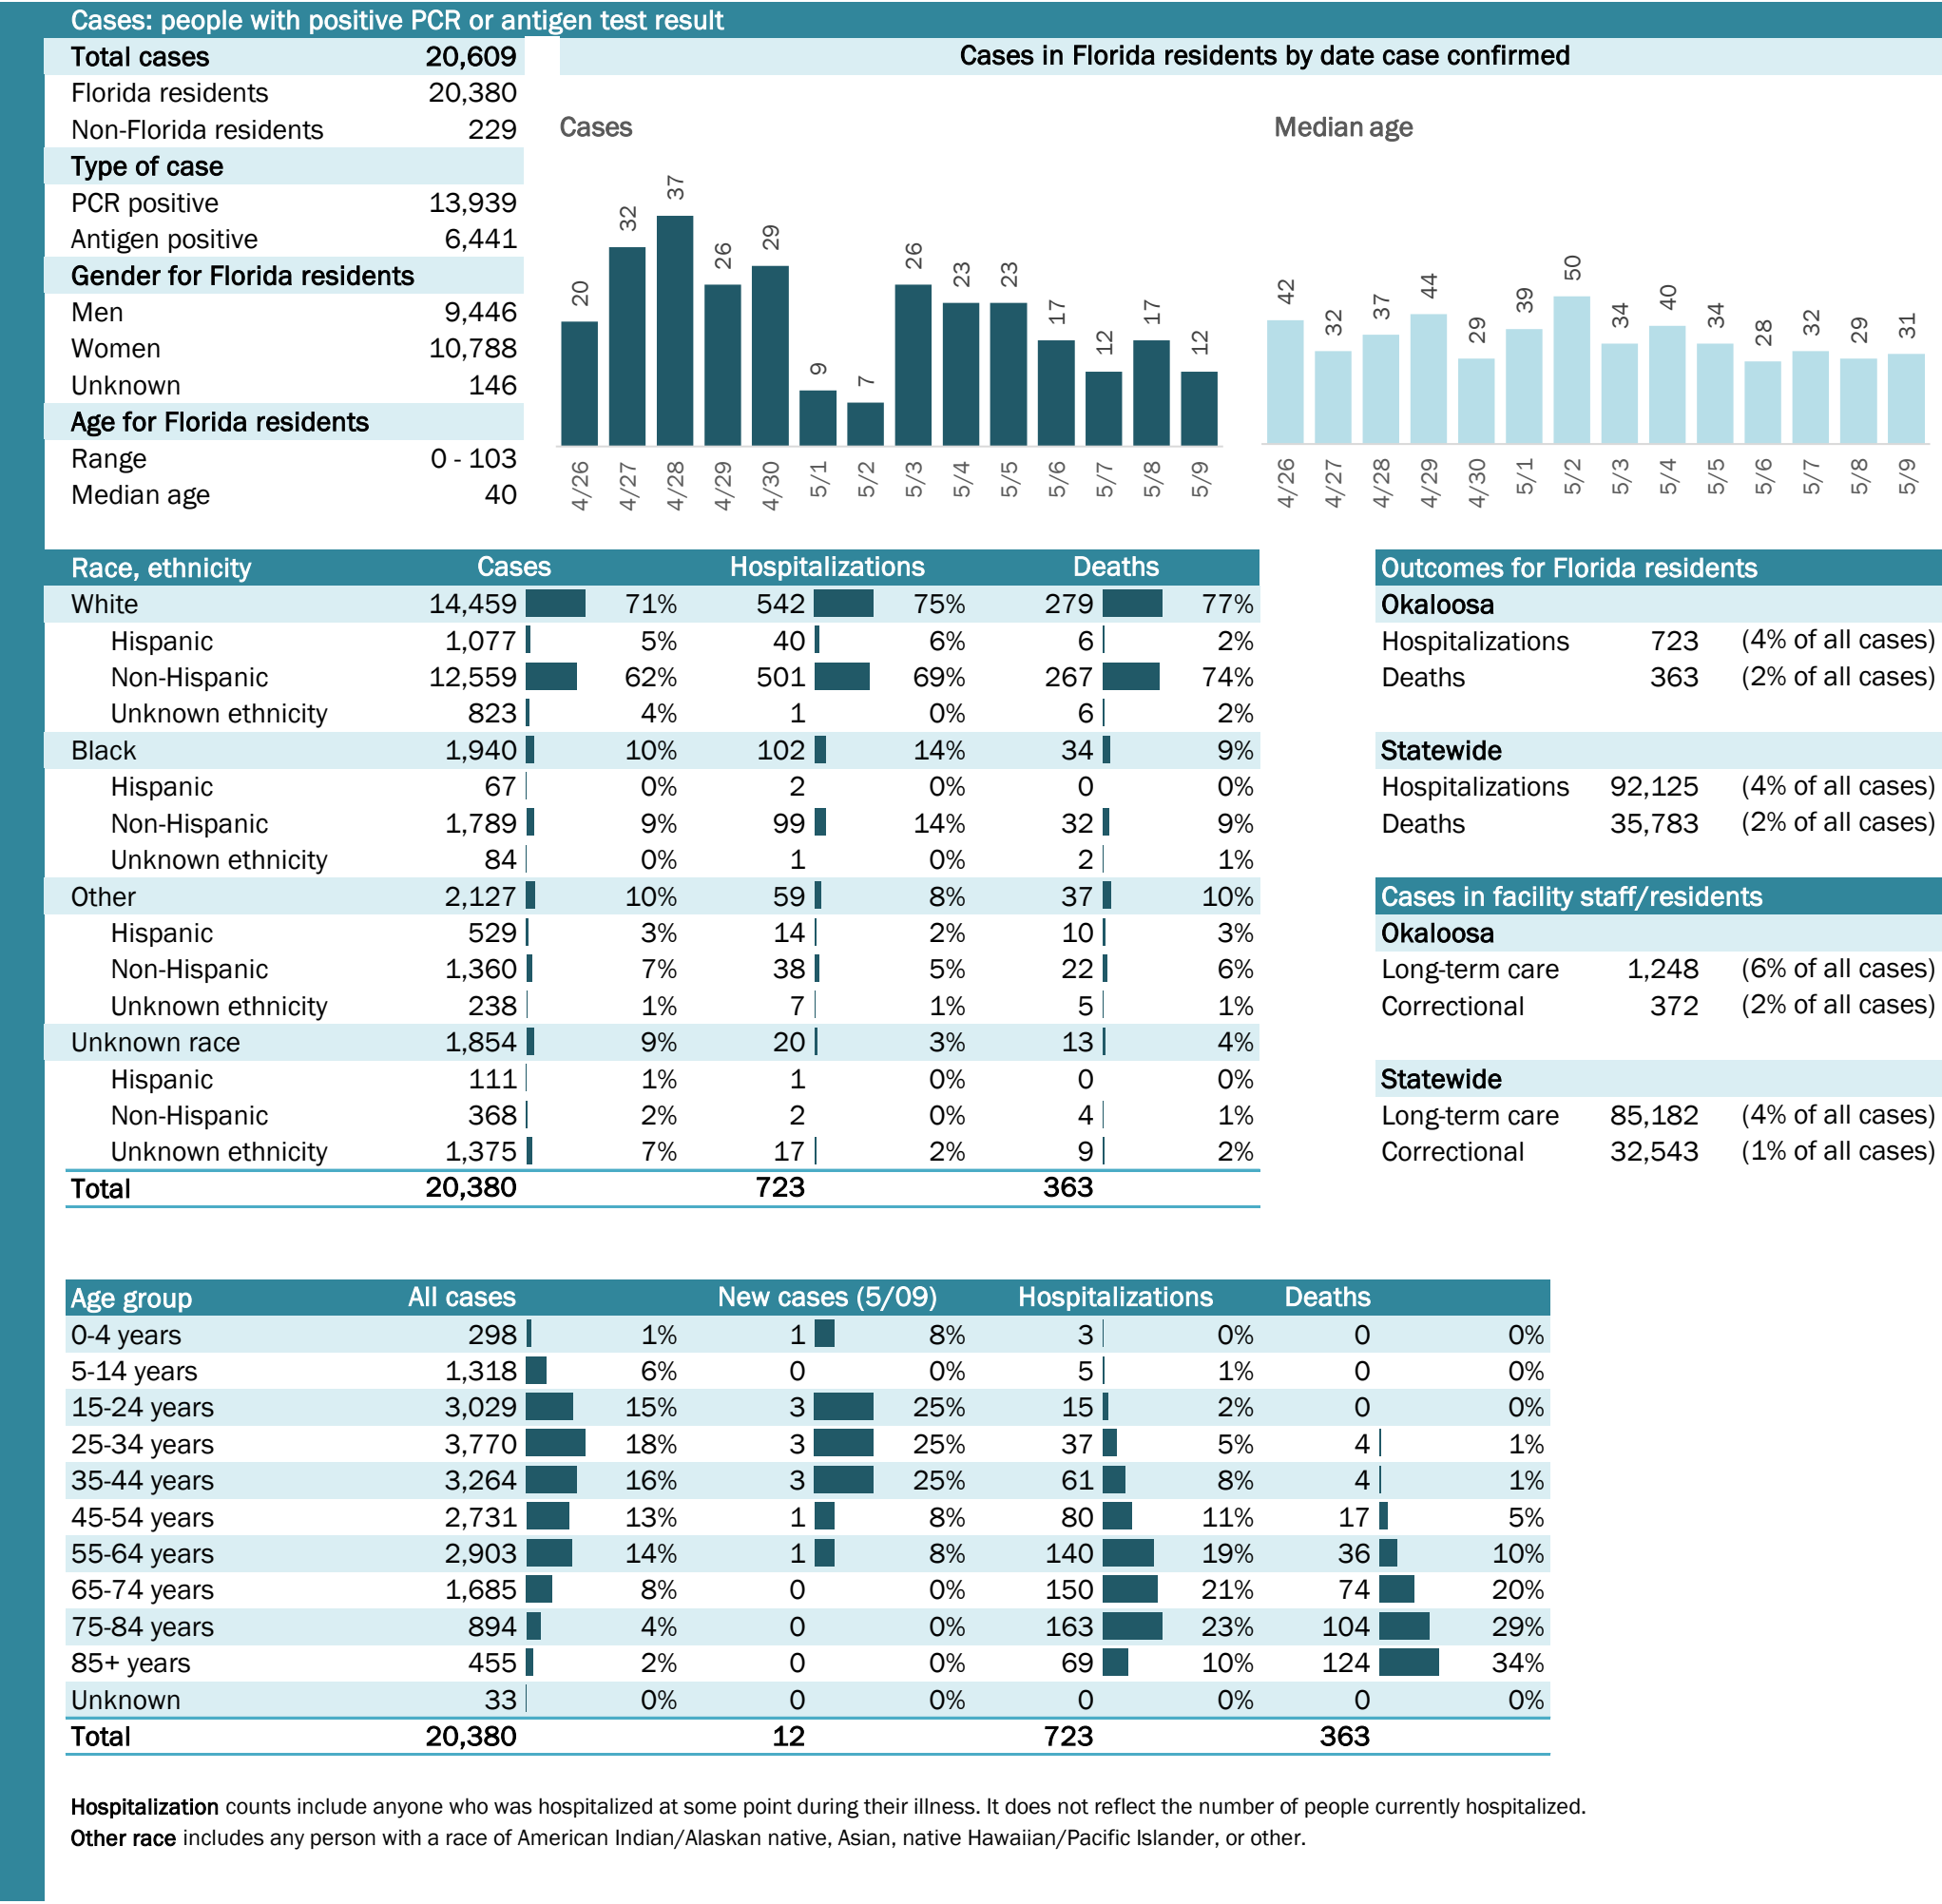 Cases: people with positive PCR or antigen test result
Total cases 20,609
Florida residents 20,380
Non-Florida residents 229
Type of case
PCR positive 13,939
Antigen positive 6,441
Gender for Florida residents
Men 9,446
Women 10,788
Unknown 146
Age for Florida residents
Range 0 - 103
Median age 40
Cases in Florida residents by date case confirmed
Cases
20 32 37 26 29 9 7 26 23 23 17 12 17 12
4/26 4/27 4/28 4/29 4/30 5/1 5/2 5/3 5/4 5/5 5/6 5/7 5/8 5/9
Median age
42 32 37 44 29 39 50 34 40 34 28 32 29 31
4/26 4/27 4/28 4/29 4/30 5/1 5/2 5/3 5/4 5/5 5/6 5/7 5/8 5/9
Race, ethnicity Cases Hospitalizations Deaths
White 14,459 71% 542 75% 279 77%
Hispanic 1,077 5% 40 6% 6 2%
Non-Hispanic 12,559 62% 501 69% 267 74%
Unknown ethnicity 823 4% 1 0% 6 2%
Black 1,940 10% 102 14% 34 9%
Hispanic 67 0% 2 0% 0 0%
Non-Hispanic 1,789 9% 99 14% 32 9%
Unknown ethnicity 84 0% 1 0% 2 1%
Other 2,127 10% 59 8% 37 10%
Hispanic 529 3% 14 2% 10 3%
Non-Hispanic 1,360 7% 38 5% 22 6%
Unknown ethnicity 238 1% 7 1% 5 1%
Unknown race 1,854 9% 20 3% 13 4%
Hispanic 111 1% 1 0% 0 0%
Non-Hispanic 368 2% 2 0% 4 1%
Unknown ethnicity 1,375 7% 17 2% 9 2%
Total 20,380 723 363
Outcomes for Florida residents
Okaloosa
Hospitalizations 723 (4% of all cases)
Deaths 363 (2% of all cases)
Statewide
Hospitalizations 92,125 (4% of all cases)
Deaths 35,783 (2% of all cases)
Cases in facility staff/residents
Okaloosa
Long-term care 1,248 (6% of all cases)
Correctional 372 (2% of all cases)
Statewide
Long-term care 85,182 (4% of all cases)
Correctional 32,543 (1% of all cases)
Age group All cases New cases (5/09) Hospitalizations Deaths
0-4 years 298 1% 1 8% 3 0% 0 0%
5-14 years 1,318 6% 0 0% 5 1% 0 0%
15-24 years 3,029 15% 3 25% 15 2% 0 0%
25-34 years 3,770 18% 3 25% 37 5% 4 1%
35-44 years 3,264 16% 3 25% 61 8% 4 1%
45-54 years 2,731 13% 1 8% 80 11% 17 5%
55-64 years 2,903 14% 1 8% 140 19% 36 10%
65-74 years 1,685 8% 0 0% 150 21% 74 20%
75-84 years 894 4% 0 0% 163 23% 104 29%
85+ years 455 2% 0 0% 69 10% 124 34%
Unknown 33 0% 0 0% 0 0% 0 0%
Total 20,380 12 723 363
Hospitalization counts include anyone who was hospitalized at some point during their illness. It does not reflect the number of people currently hospitalized.
Other race includes any person with a race of American Indian/Alaskan native, Asian, native Hawaiian/Pacific Islander, or other.